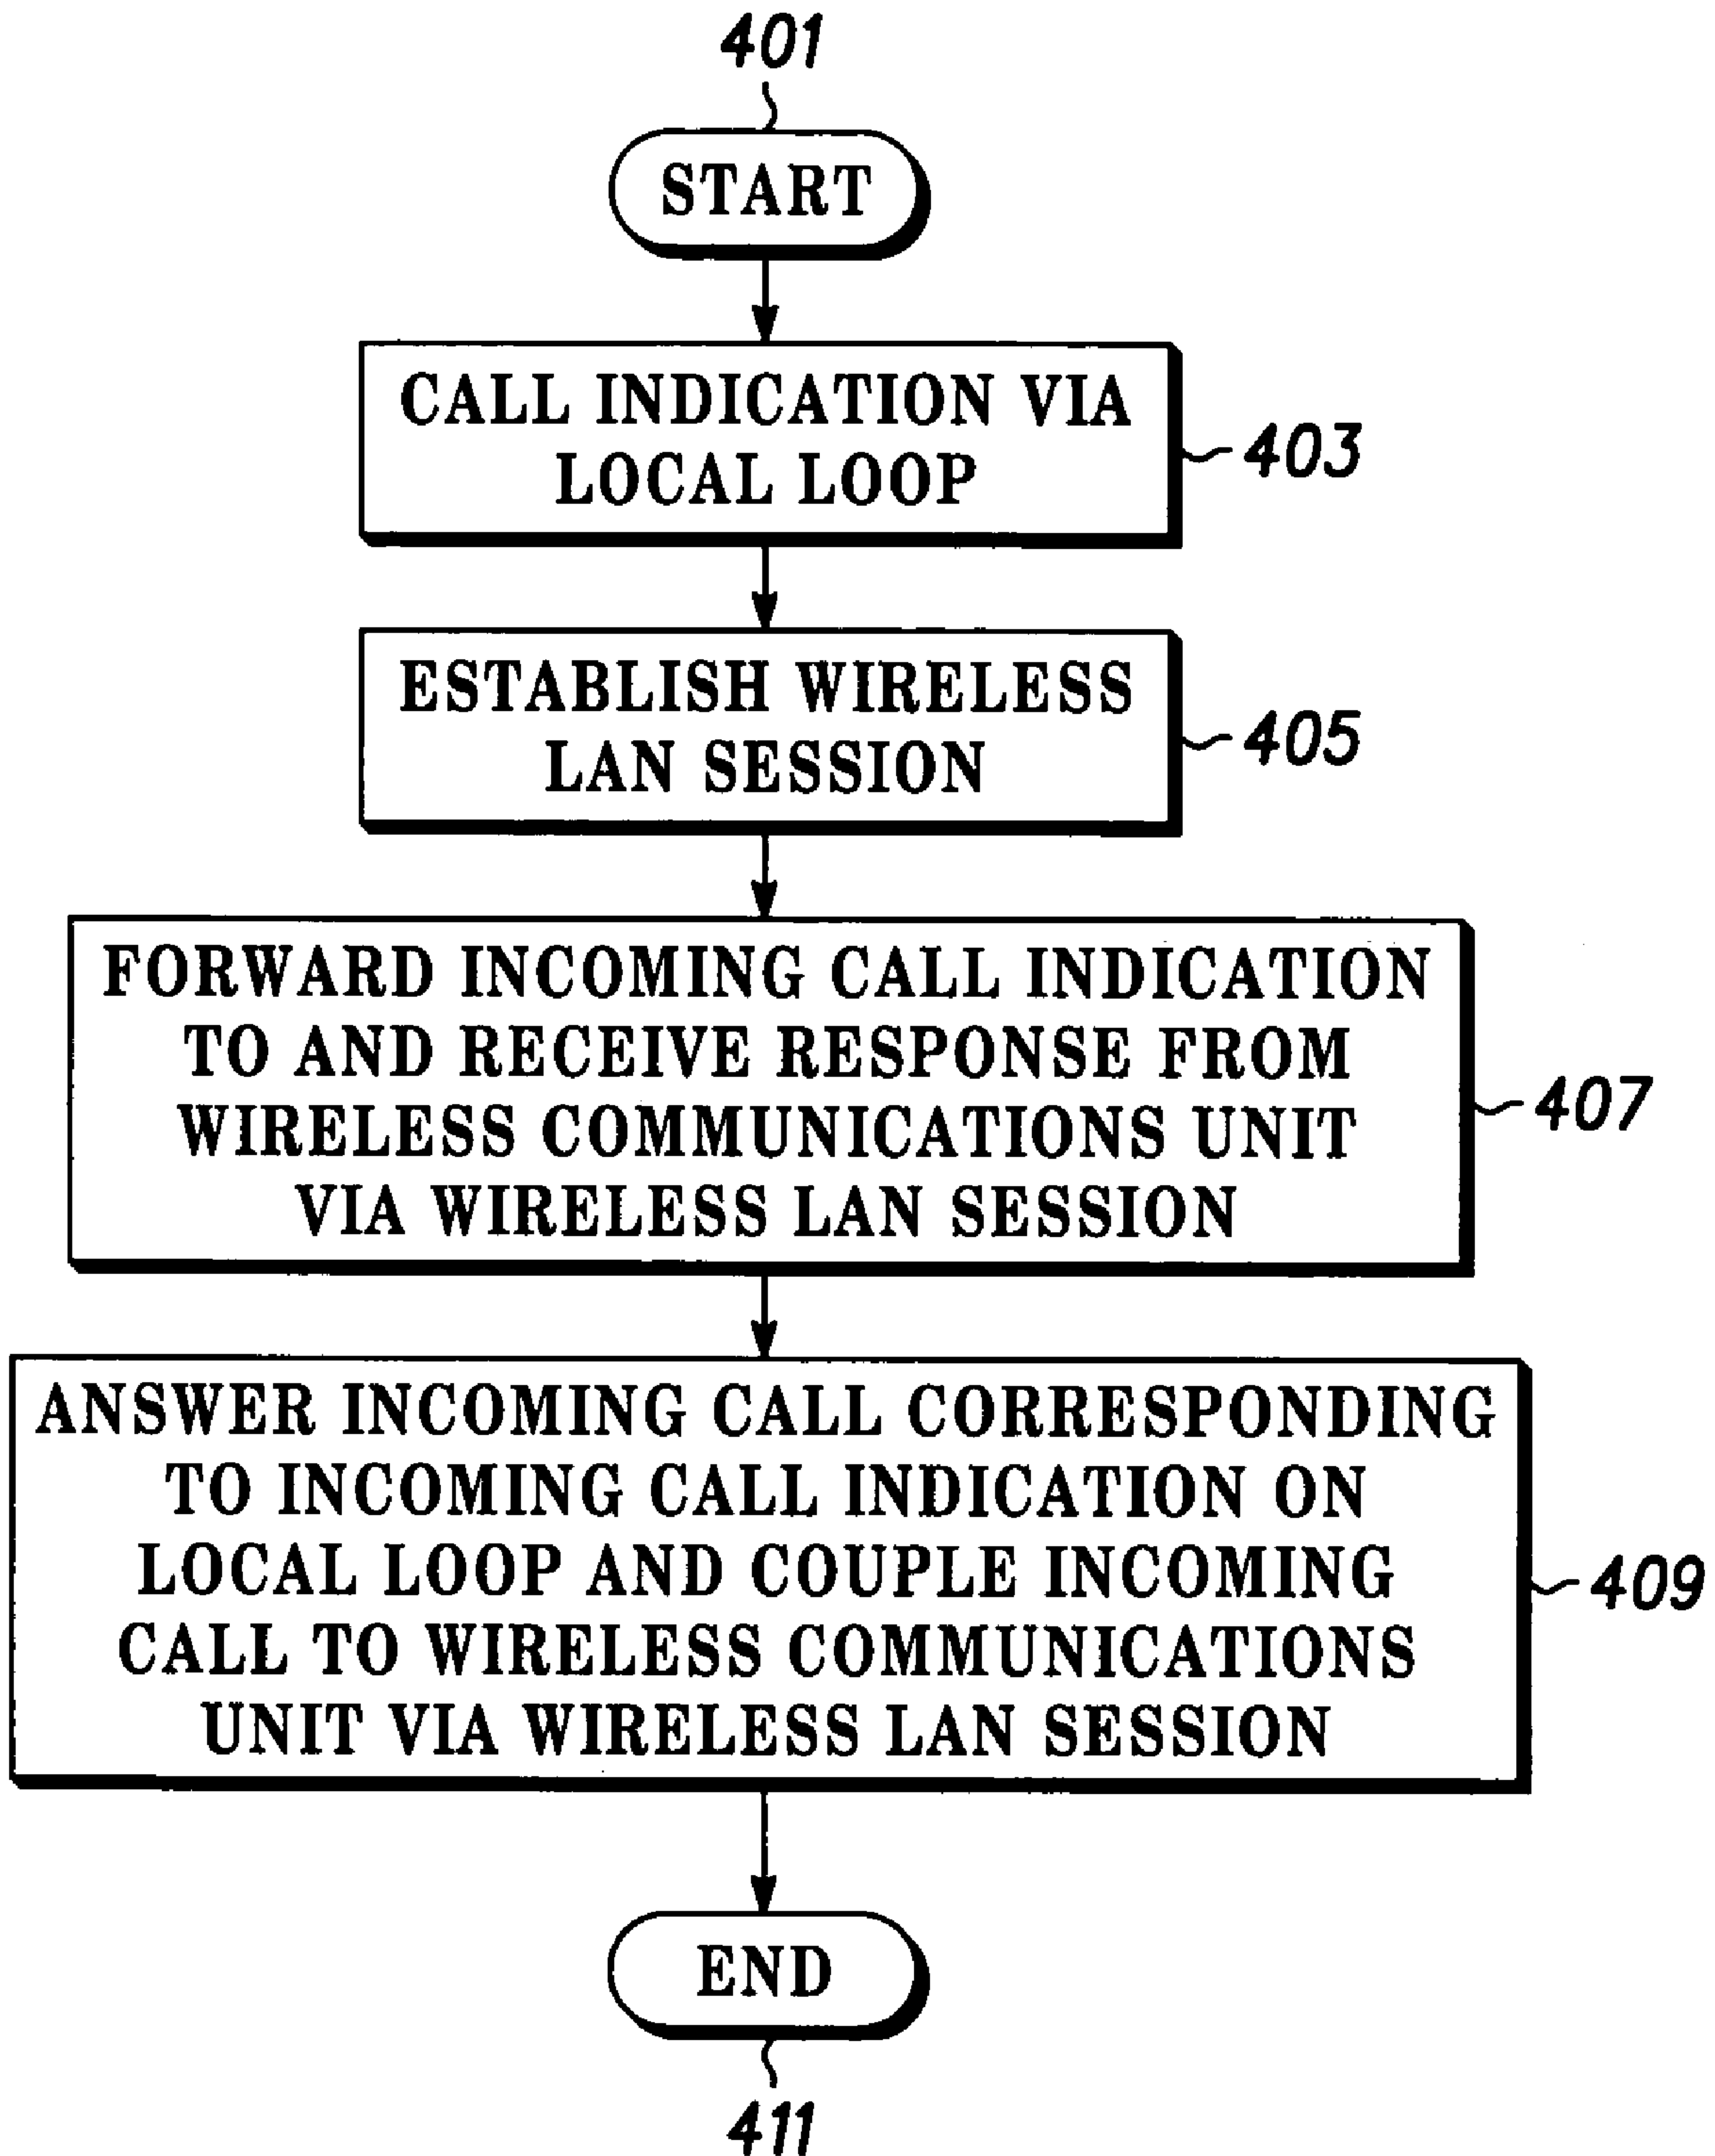 401
START
CALL INDICATION VIA
LOCAL LOOP
403
ESTABLISH WIRELESS
LAN SESSION
405
FORWARD INCOMING CALL INDICATION
TO AND RECEIVE RESPONSE FROM
WIRELESS COMMUNICATIONS UNIT
VIA WIRELESS LAN SESSION
407
ANSWER INCOMING CALL CORRESPONDING
TO INCOMING CALL INDICATION ON
LOCAL LOOP AND COUPLE INCOMING
CALL TO WIRELESS COMMUNICATIONS
UNIT VIA WIRELESS LAN SESSION
409
END
411